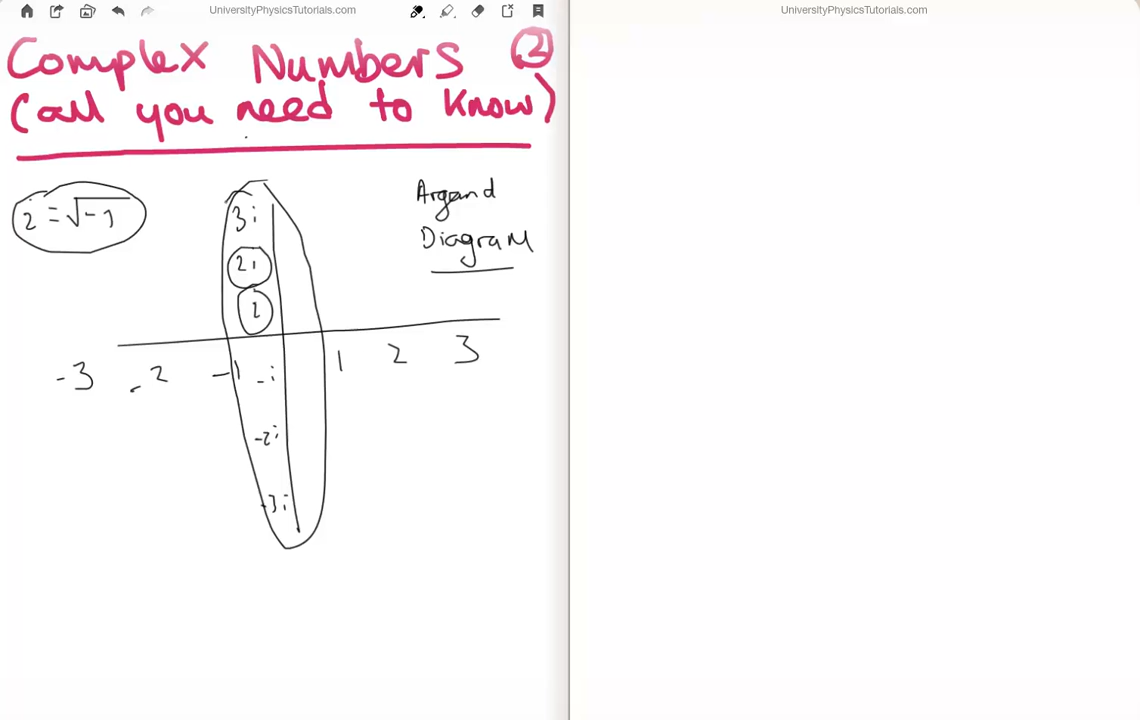 UniversityPhysicsTutorials.com
UniversityPhysicsTutorials.com
Complex Numbers 2
(all you need to know)
i = √-1
Argand
Diagram
3i
2i
i
-3 -2 -1 1 2 3
-i
-2i
-3i